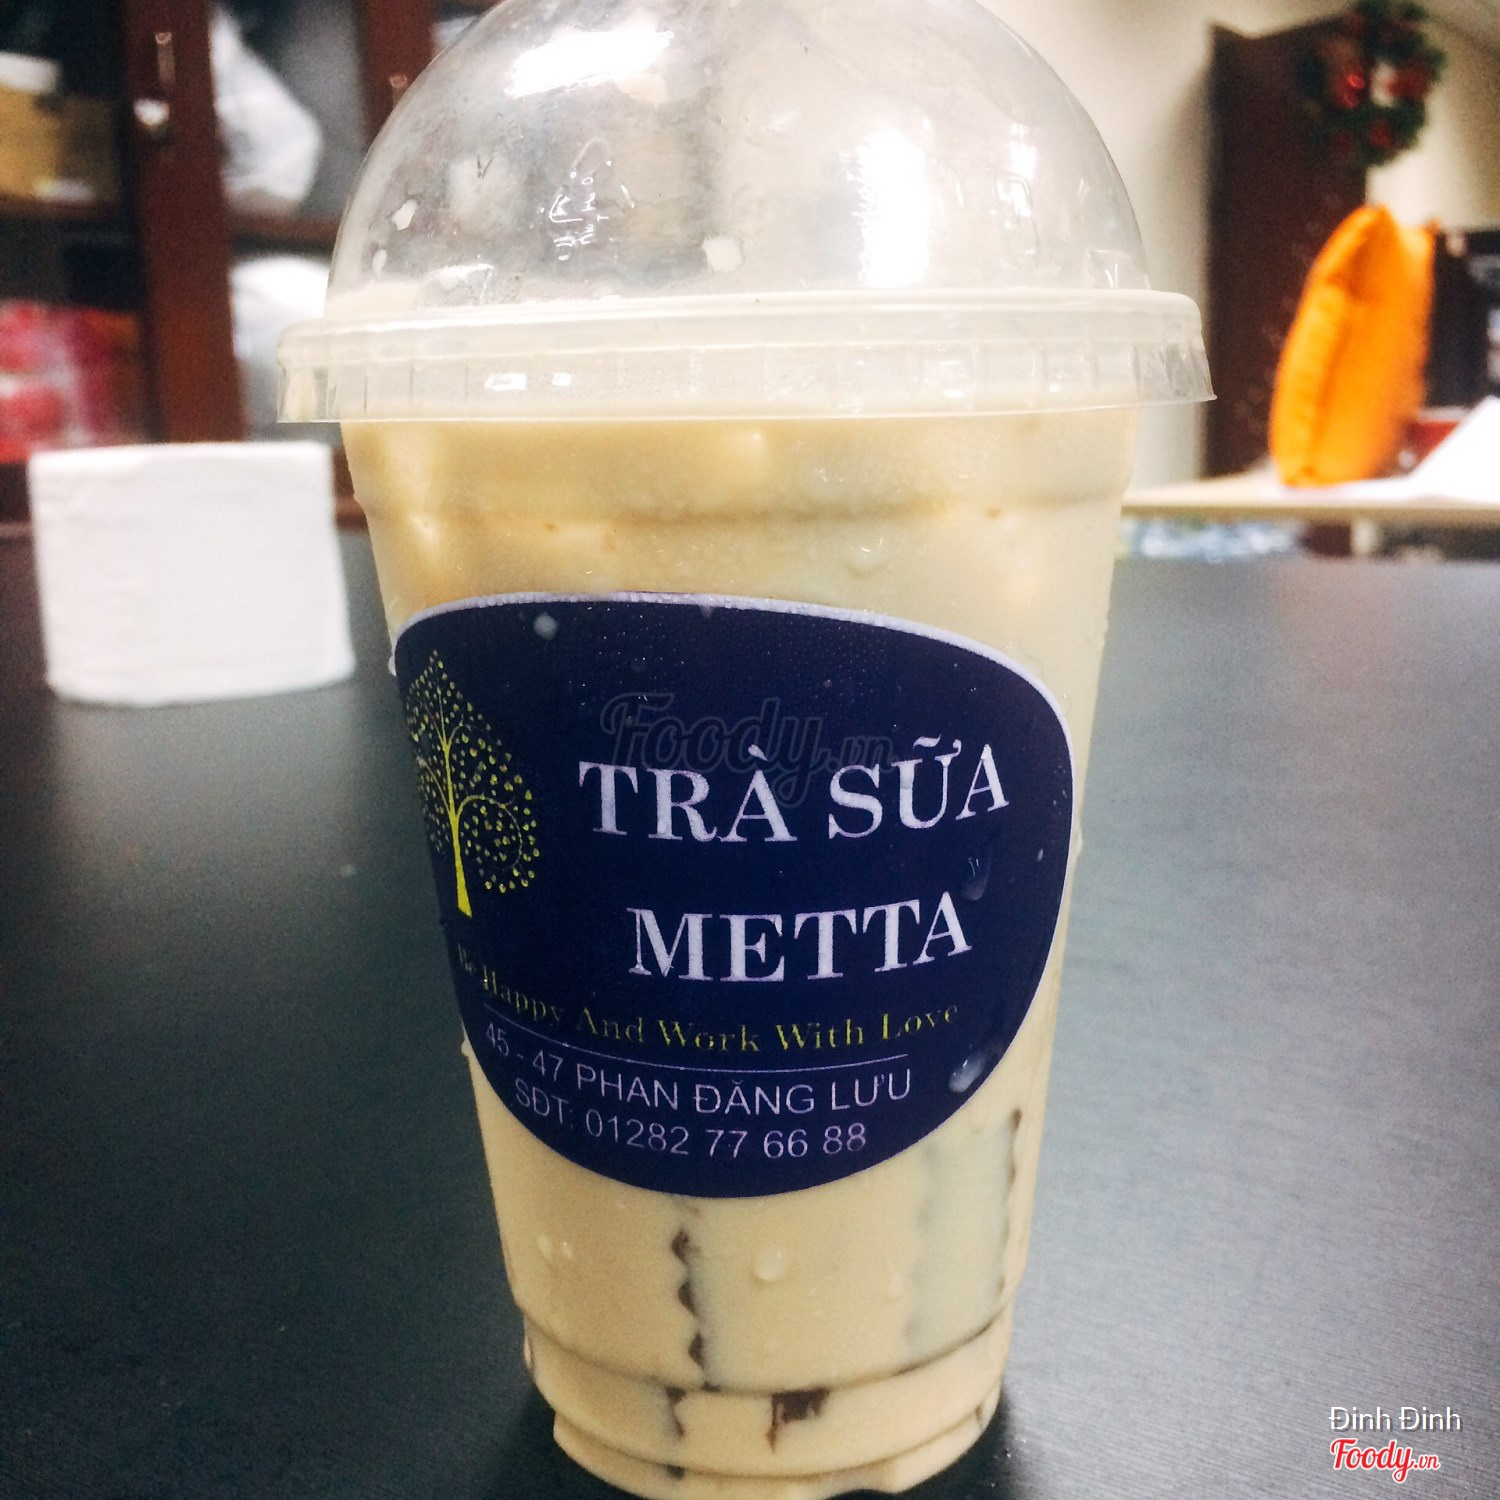 Foody.vn
TRÀ SỮA
METTA
Be Happy And Work With Love
45 - 47 PHAN ĐĂNG LƯU
SĐT: 01282 77 66 88
Đinh Đinh
Foody.vn